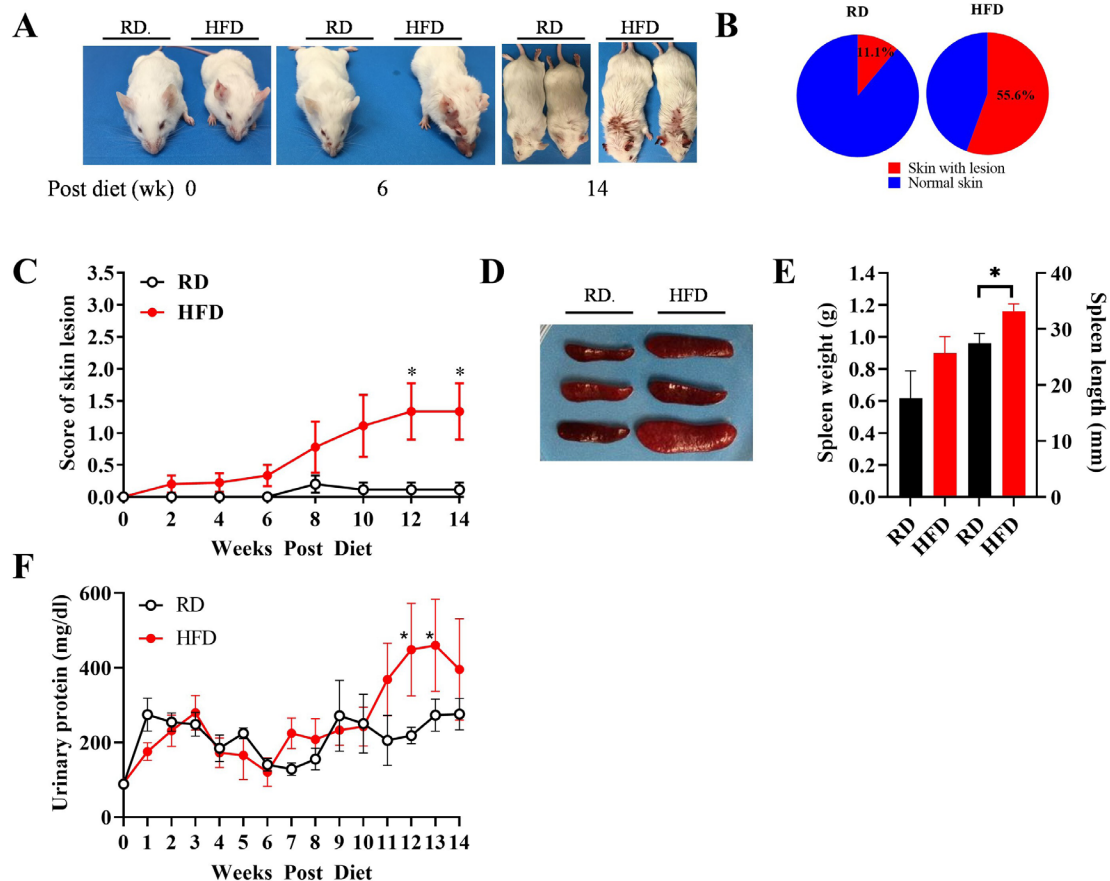 A
RD. HFD RD HFD RD HFD
Post diet (wk) 0 6 14
B
RD HFD
11.1%
55.6%
Skin with lesion
Normal skin
C
RD
HFD
Score of skin lesion
3.5
3.0
2.5
2.0
1.5
1.0
0.5
0.0
* *
0 2 4 6 8 10 12 14
Weeks Post Diet
D
RD. HFD
E
Spleen weight (g)
1.4
1.2
1.0
0.8
0.6
0.4
0.2
0.0
*
40
30
20
10
0
Spleen length (mm)
RD HFD RD HFD
F
RD
HFD
Urinary protein (mg/dl)
600
400
200
0
* *
0 1 2 3 4 5 6 7 8 9 10 11 12 13 14
Weeks Post Diet